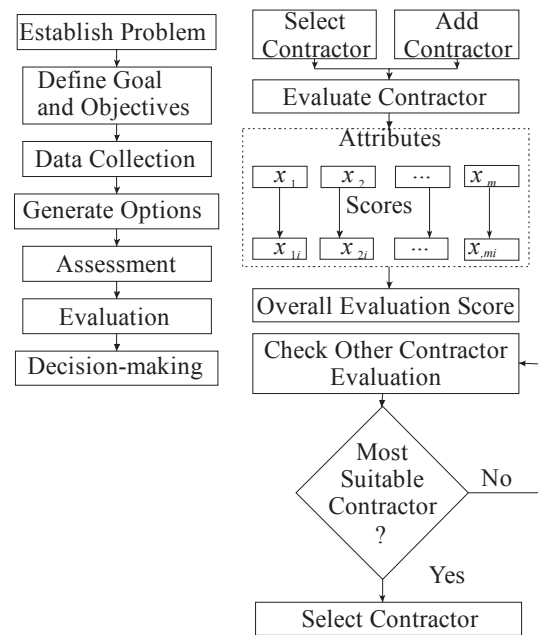 Establish Problem
Define Goal
and Objectives
Data Collection
Generate Options
Assessment
Evaluation
Decision-making
Select
Contractor
Add
Contractor
Evaluate Contractor
Attributes
x₁ x₂ ... xₘ
Scores
x₁ᵢ x₂ᵢ ... x,ₘᵢ
Overall Evaluation Score
Check Other Contractor
Evaluation
Most
Suitable
Contractor
?
No
Yes
Select Contractor